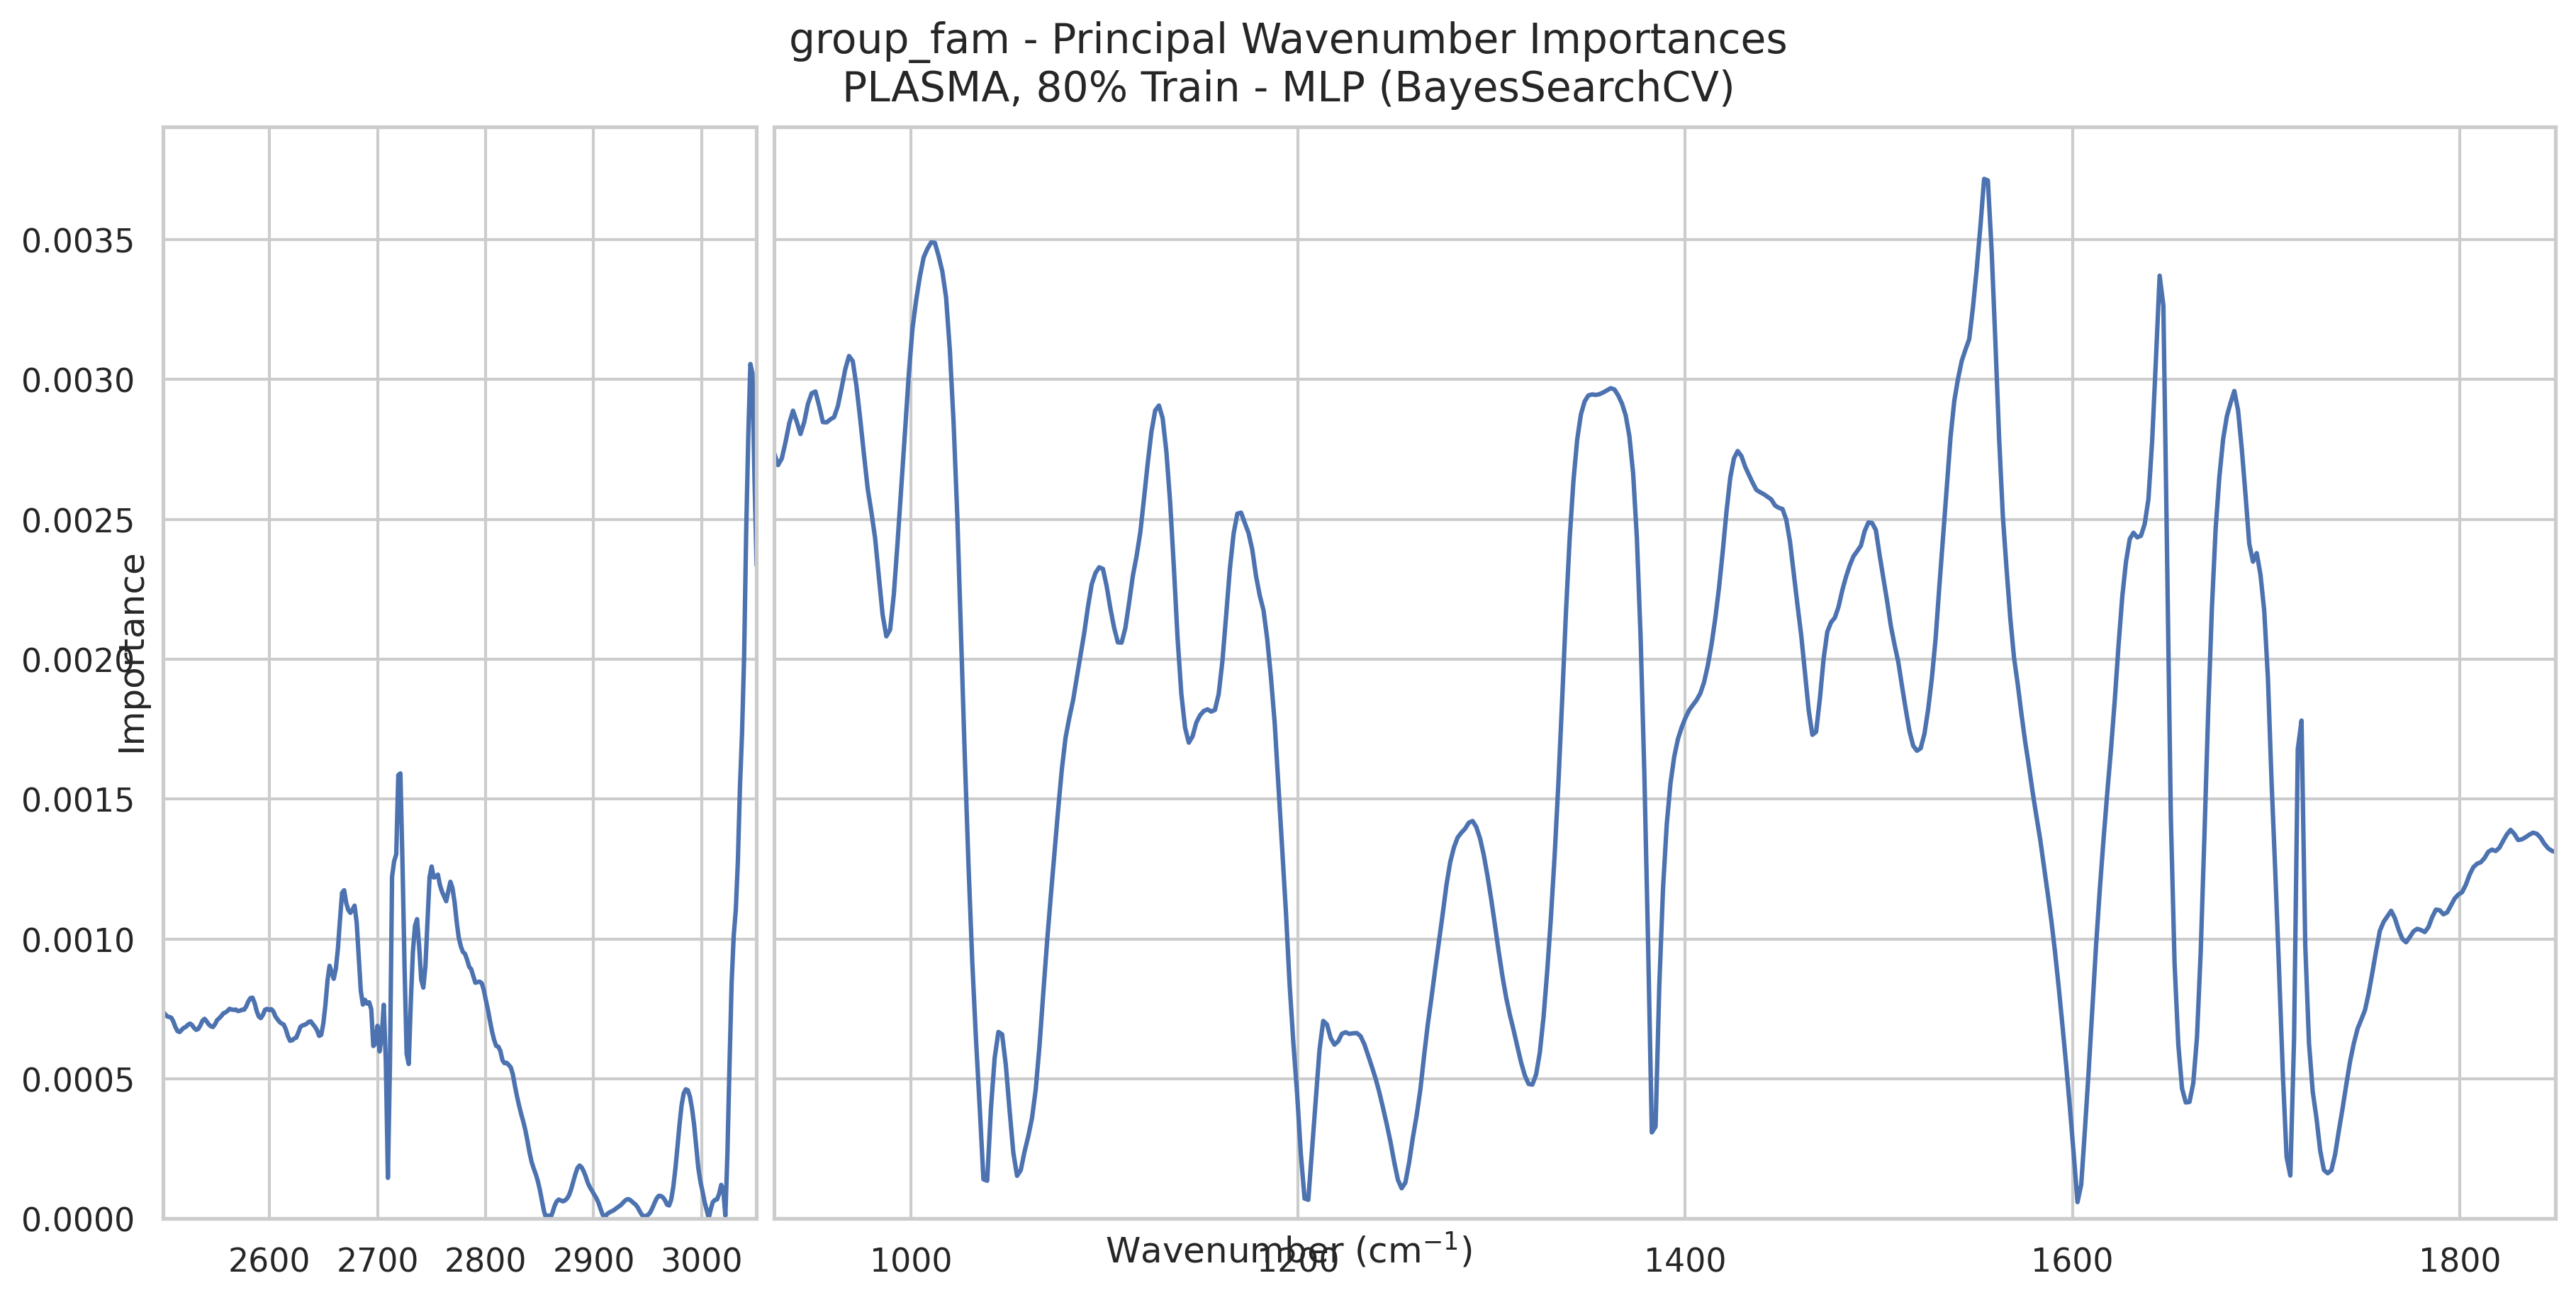 group_fam - Principal Wavenumber Importances
PLASMA, 80% Train - MLP (BayesSearchCV)
Importance
0.0035
0.0030
0.0025
0.0020
0.0015
0.0010
0.0005
0.0000
2600 2700 2800 2900 3000 1000 1200 1400 1600 1800
Wavenumber (cm⁻¹)